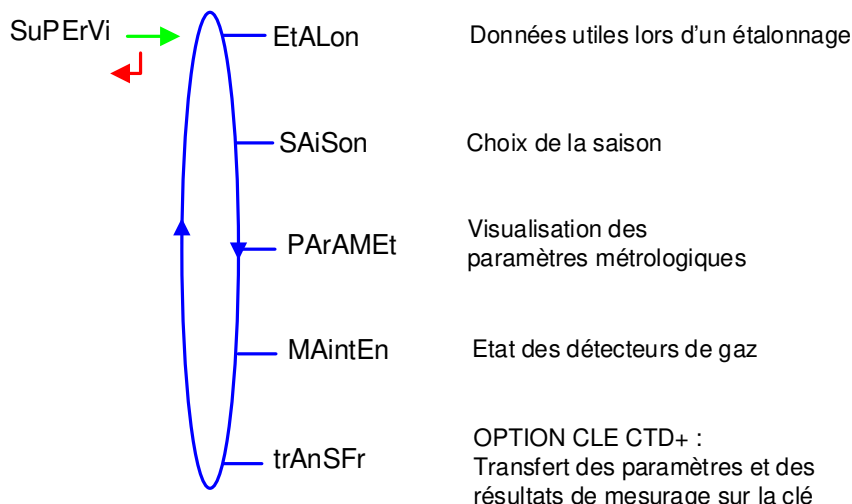 SuPErVi
EtALon Données utiles lors d'un étalonnage
SAiSon Choix de la saison
PArAMEt Visualisation des
paramètres métrologiques
MAintEn Etat des détecteurs de gaz
trAnSFr OPTION CLE CTD+ :
Transfert des paramètres et des
résultats de mesurage sur la clé